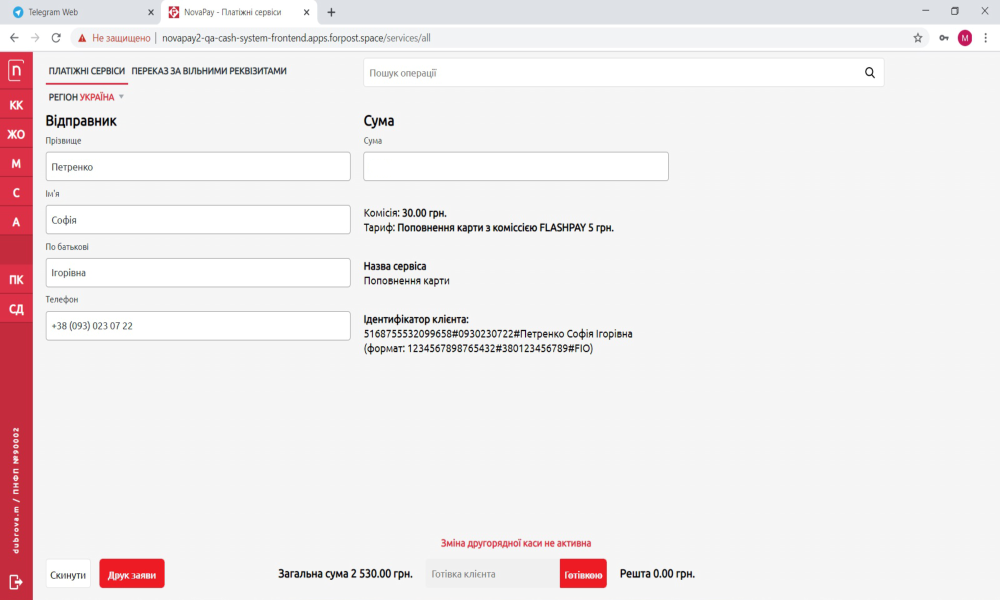 Telegram Web
NovaPay - Платіжні сервіси
Не защищено
novapay2-qa-cash-system-frontend.apps.forpost.space/services/all
M
n
КК
ЖО
М
С
А
ПК
СД
dubrova.m / ПНФП №90002
ПЛАТІЖНІ СЕРВІСИ
ПЕРЕКАЗ ЗА ВІЛЬНИМИ РЕКВІЗИТАМИ
Пошук операції
РЕГІОН УКРАЇНА
Відправник
Прізвище
Петренко
Ім'я
Софія
По батькові
Ігорівна
Телефон
+38 (093) 023 07 22
Сума
Сума
Комісія: 30.00 грн.
Тариф: Поповнення карти з коміссією FLASHPAY 5 грн.
Назва сервіса
Поповнення карти
Ідентифікатор клієнта:
5168755532099658#0930230722#Петренко Софія Ігорівна
(формат: 1234567898765432#380123456789#FIO)
Зміна другорядної каси не активна
Скинути
Друк заяви
Загальна сума 2 530.00 грн.
Готівка клієнта
Готівкою
Решта 0.00 грн.